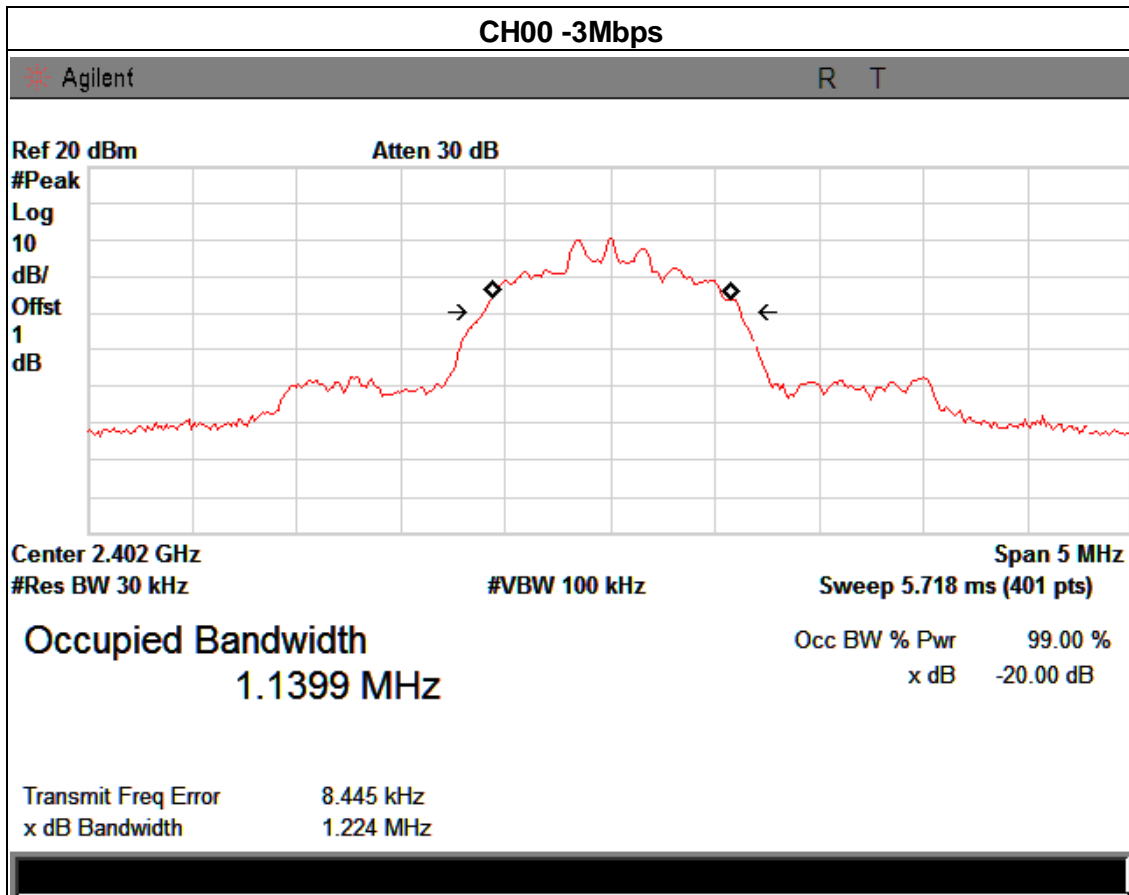 CH00 -3Mbps
Agilent R T
Ref 20 dBm Atten 30 dB
#Peak
Log
10
dB/
Offst
1
dB
Center 2.402 GHz Span 5 MHz
#Res BW 30 kHz #VBW 100 kHz Sweep 5.718 ms (401 pts)
Occupied Bandwidth Occ BW % Pwr 99.00 %
1.1399 MHz x dB -20.00 dB
Transmit Freq Error 8.445 kHz
x dB Bandwidth 1.224 MHz